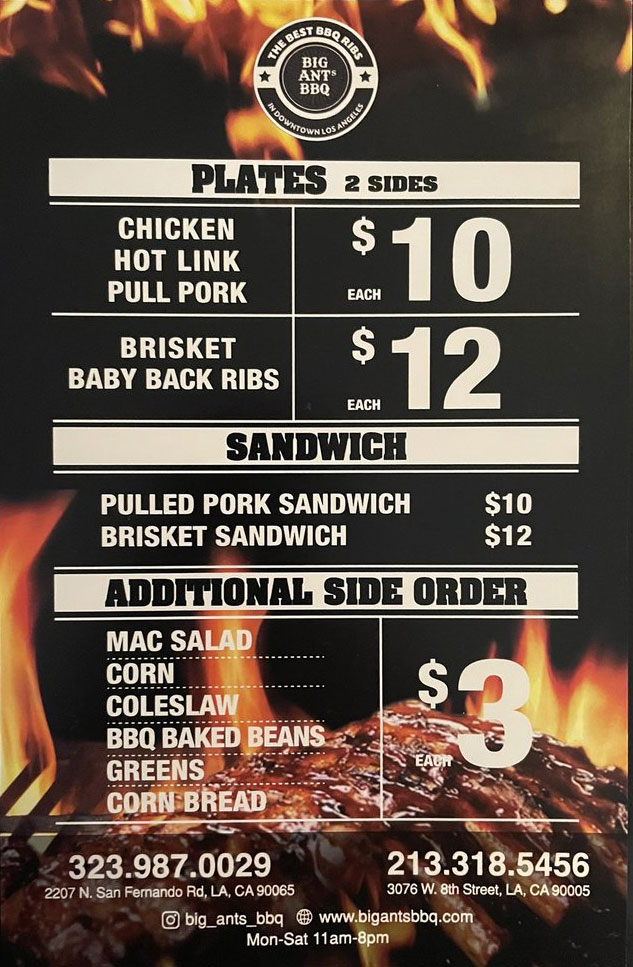 THE BEST BBQ RIBS
BIG
ANTS
BBQ
IN DOWNTOWN LOS ANGELES
PLATES 2 SIDES
CHICKEN
HOT LINK
PULL PORK
$10
EACH
BRISKET
BABY BACK RIBS
$12
EACH
SANDWICH
PULLED PORK SANDWICH $10
BRISKET SANDWICH $12
ADDITIONAL SIDE ORDER
MAC SALAD
CORN
COLESLAW
BBQ BAKED BEANS
GREENS
CORN BREAD
$3
EACH
323.987.0029 213.318.5456
2207 N. San Fernando Rd, LA, CA 90065 3076 W. 8th Street, LA, CA 90005
big_ants_bbq www.bigantsbbq.com
Mon-Sat 11am-8pm